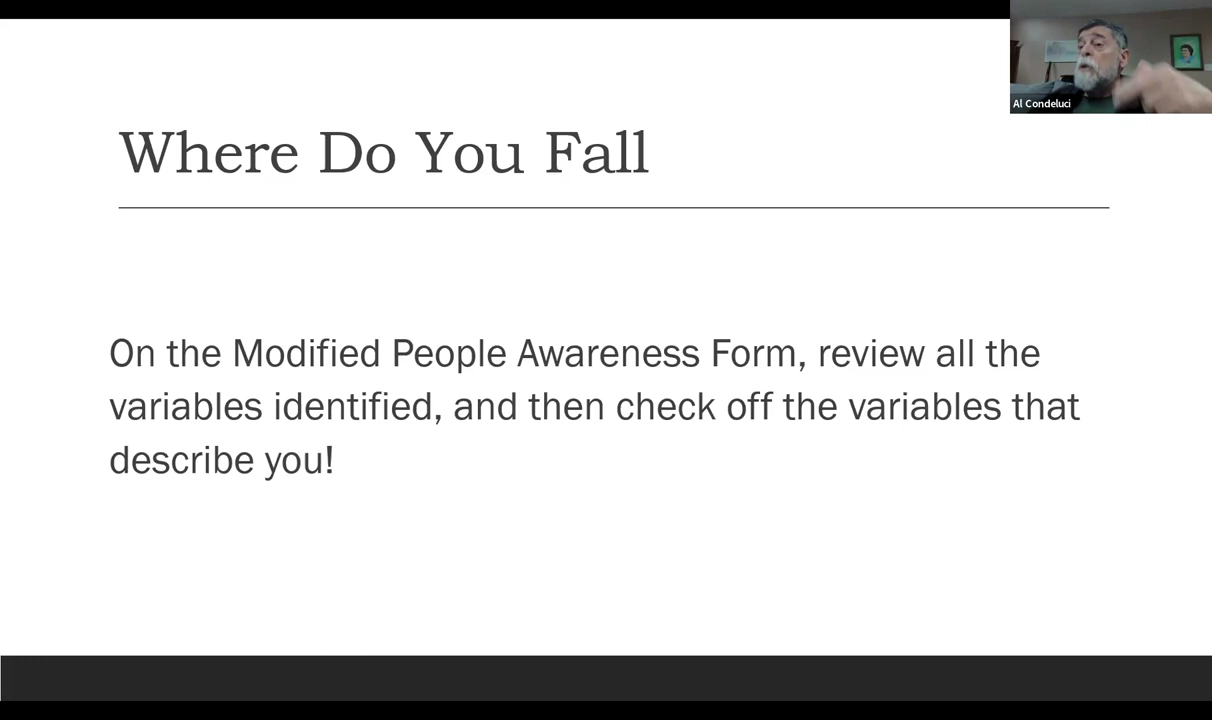 Al Condeluci
Where Do You Fall
On the Modified People Awareness Form, review all the
variables identified, and then check off the variables that
describe you!